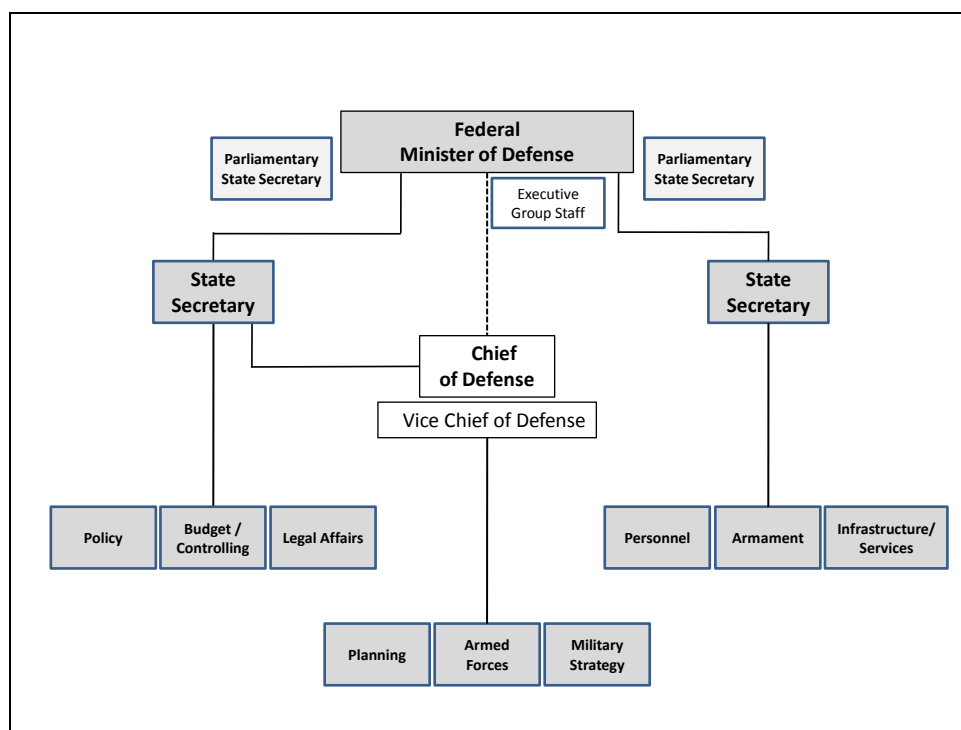 Federal
Minister of Defense
Parliamentary
State Secretary
Parliamentary
State Secretary
Executive
Group Staff
State
Secretary
State
Secretary
Chief
of Defense
Vice Chief of Defense
Policy
Budget /
Controlling
Legal Affairs
Personnel
Armament
Infrastructure/
Services
Planning
Armed
Forces
Military
Strategy